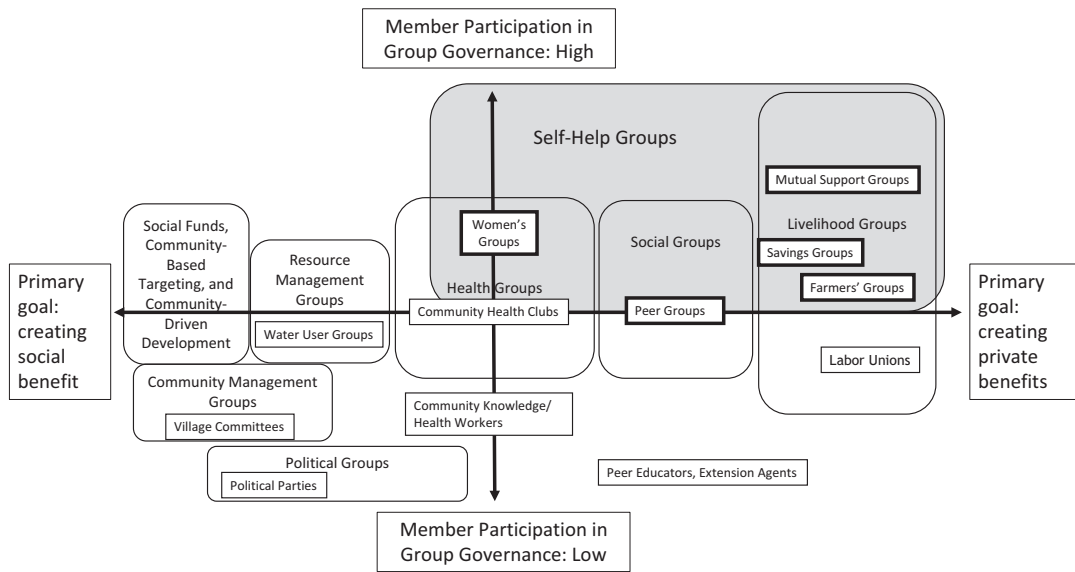 Member Participation in
Group Governance: High
Self-Help Groups
Mutual Support Groups
Livelihood Groups
Savings Groups
Farmers' Groups
Women's
Groups
Social Groups
Social Funds,
Community-
Based
Targeting, and
Community-
Driven
Development
Resource
Management
Groups
Water User Groups
Health Groups
Community Health Clubs
Peer Groups
Primary
goal:
creating
social
benefit
Primary
goal:
creating
private
benefits
Labor Unions
Community Management
Groups
Village Committees
Community Knowledge/
Health Workers
Political Groups
Political Parties
Peer Educators, Extension Agents
Member Participation in
Group Governance: Low